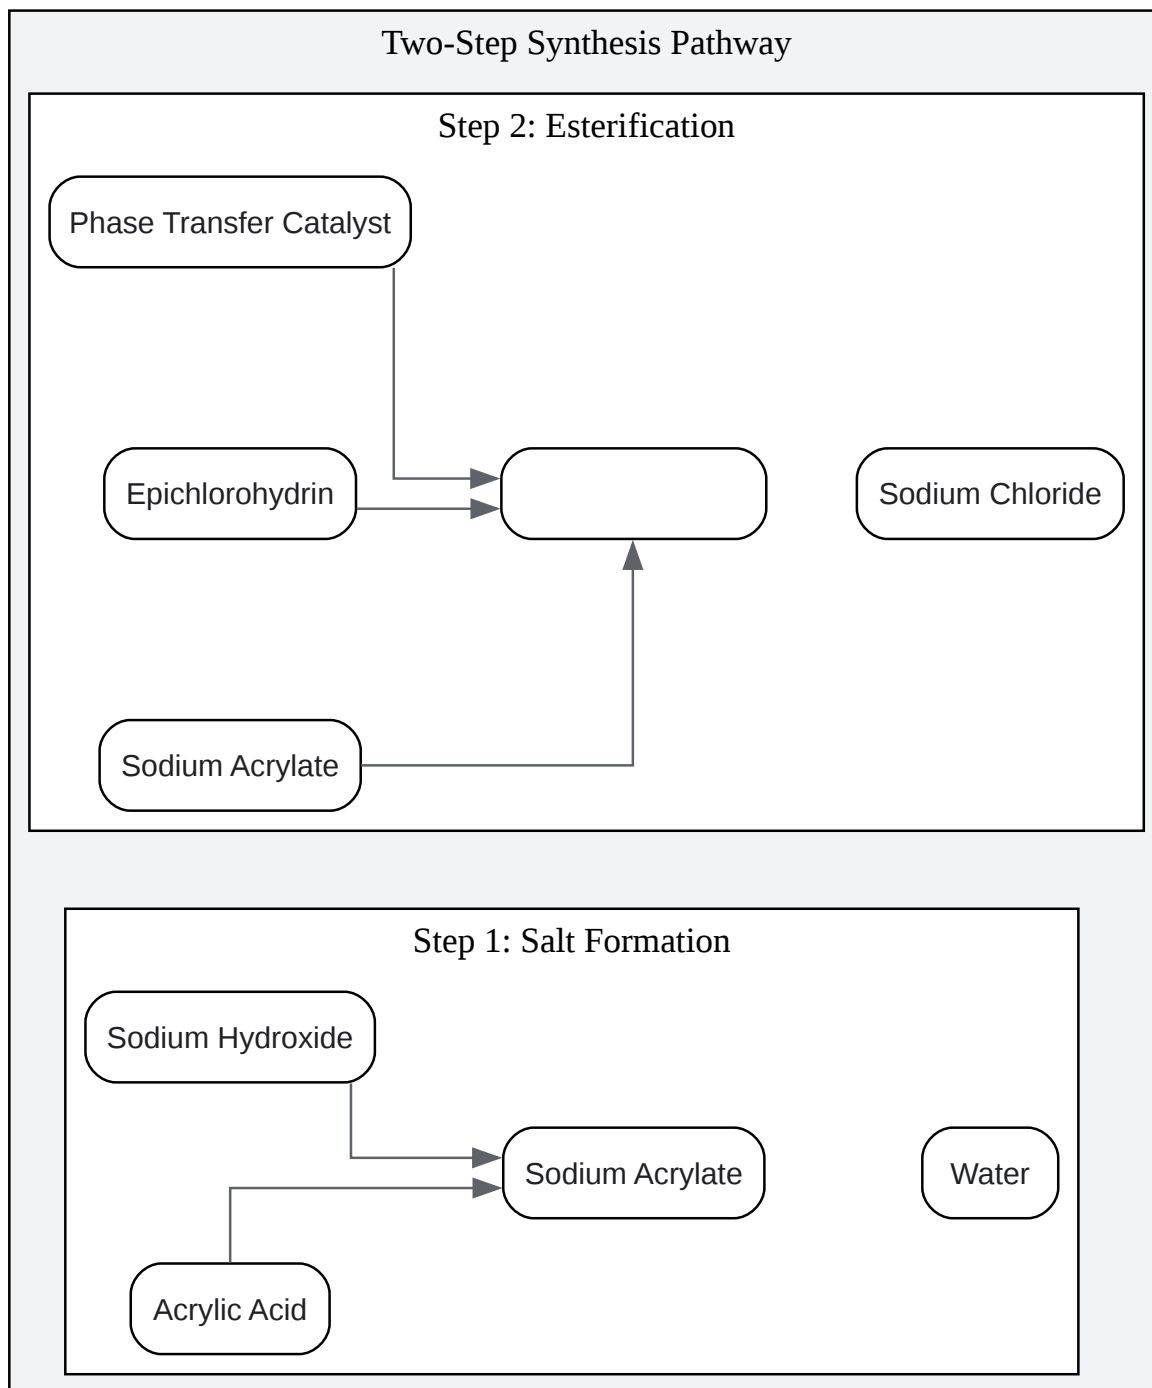 Two-Step Synthesis Pathway
Step 2: Esterification
Phase Transfer Catalyst
Epichlorohydrin
Sodium Chloride
Sodium Acrylate
Step 1: Salt Formation
Sodium Hydroxide
Sodium Acrylate
Water
Acrylic Acid